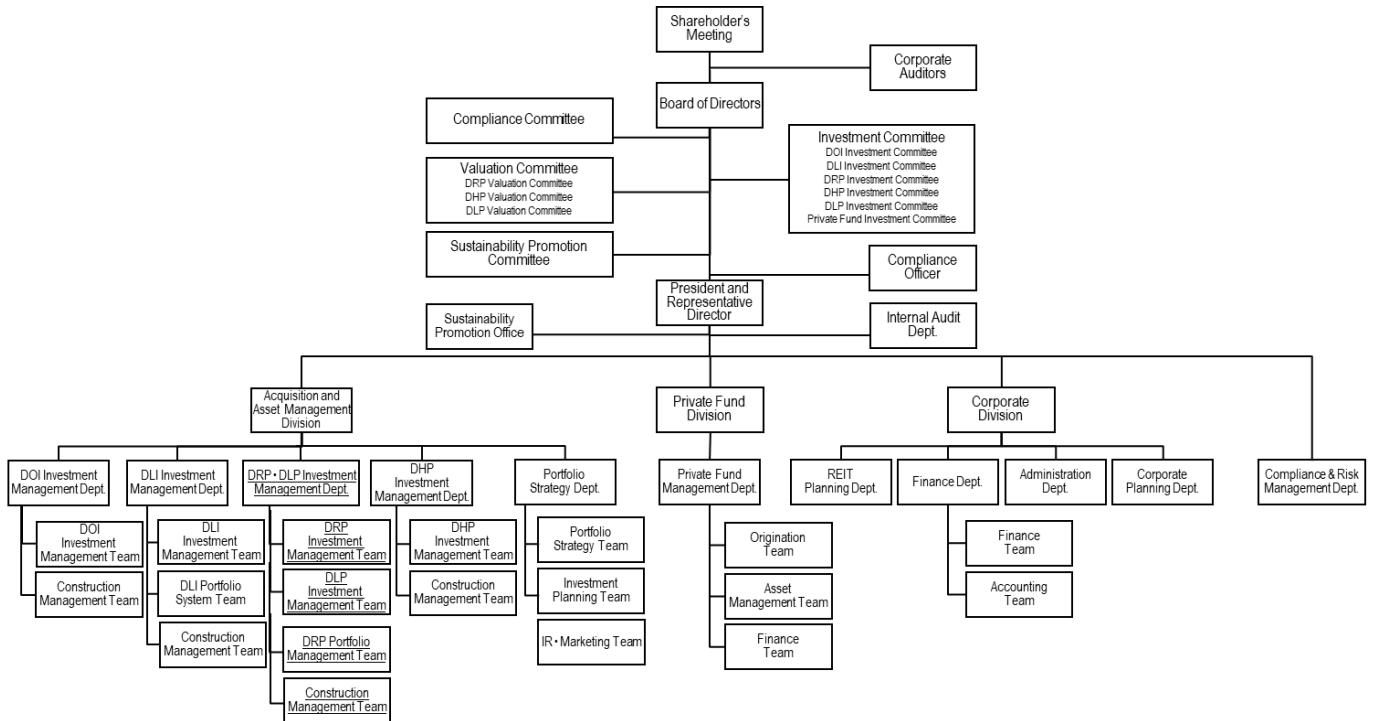 Shareholder's
Meeting
Corporate
Auditors
Board of Directors
Compliance Committee
Investment Committee
DOI Investment Committee
DLI Investment Committee
DRP Investment Committee
DHP Investment Committee
DLP Investment Committee
Private Fund Investment Committee
Valuation Committee
DRP Valuation Committee
DHP Valuation Committee
DLP Valuation Committee
Sustainability Promotion
Committee
Compliance
Officer
President and
Representative
Director
Sustainability
Promotion Office
Internal Audit
Dept.
Acquisition and
Asset Management
Division
Private Fund
Division
Corporate
Division
DOI Investment
Management Dept.
DLI Investment
Management Dept.
DRP・DLP Investment
Management Dept.
DHP
Investment
Management Dept.
Portfolio
Strategy Dept.
Private Fund
Management Dept.
REIT
Planning Dept.
Finance Dept.
Administration
Dept.
Corporate
Planning Dept.
Compliance & Risk
Management Dept.
DOI
Investment
Management Team
Construction
Management Team
DLI
Investment
Management Team
DLI Portfolio
System Team
Construction
Management Team
DRP
Investment
Management Team
DLP
Investment
Management Team
DRP Portfolio
Management Team
Construction
Management Team
DHP
Investment
Management Team
Construction
Management Team
Portfolio
Strategy Team
Investment
Planning Team
IR・Marketing Team
Origination
Team
Asset
Management Team
Finance
Team
Finance
Team
Accounting
Team